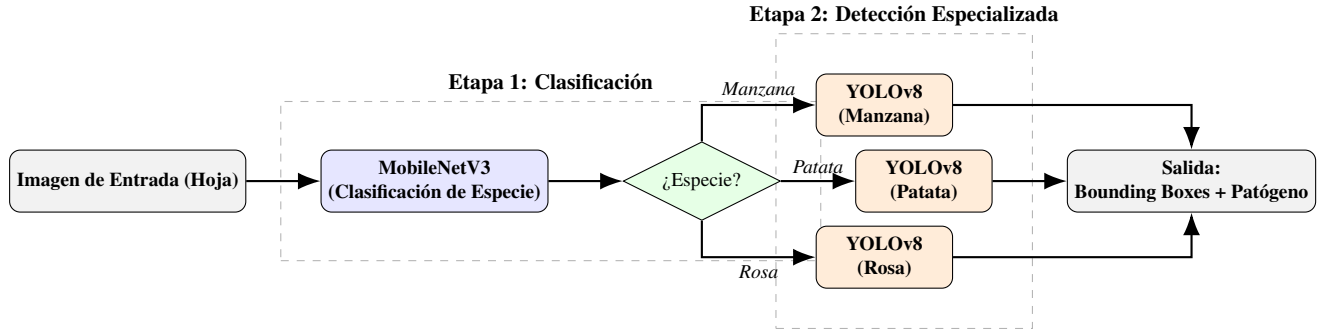 Etapa 2: Detección Especializada
Etapa 1: Clasificación
Imagen de Entrada (Hoja)
MobileNetV3
(Clasificación de Especie)
¿Especie?
Manzana
YOLOv8
(Manzana)
Patata
YOLOv8
(Patata)
Rosa
YOLOv8
(Rosa)
Salida:
Bounding Boxes + Patógeno